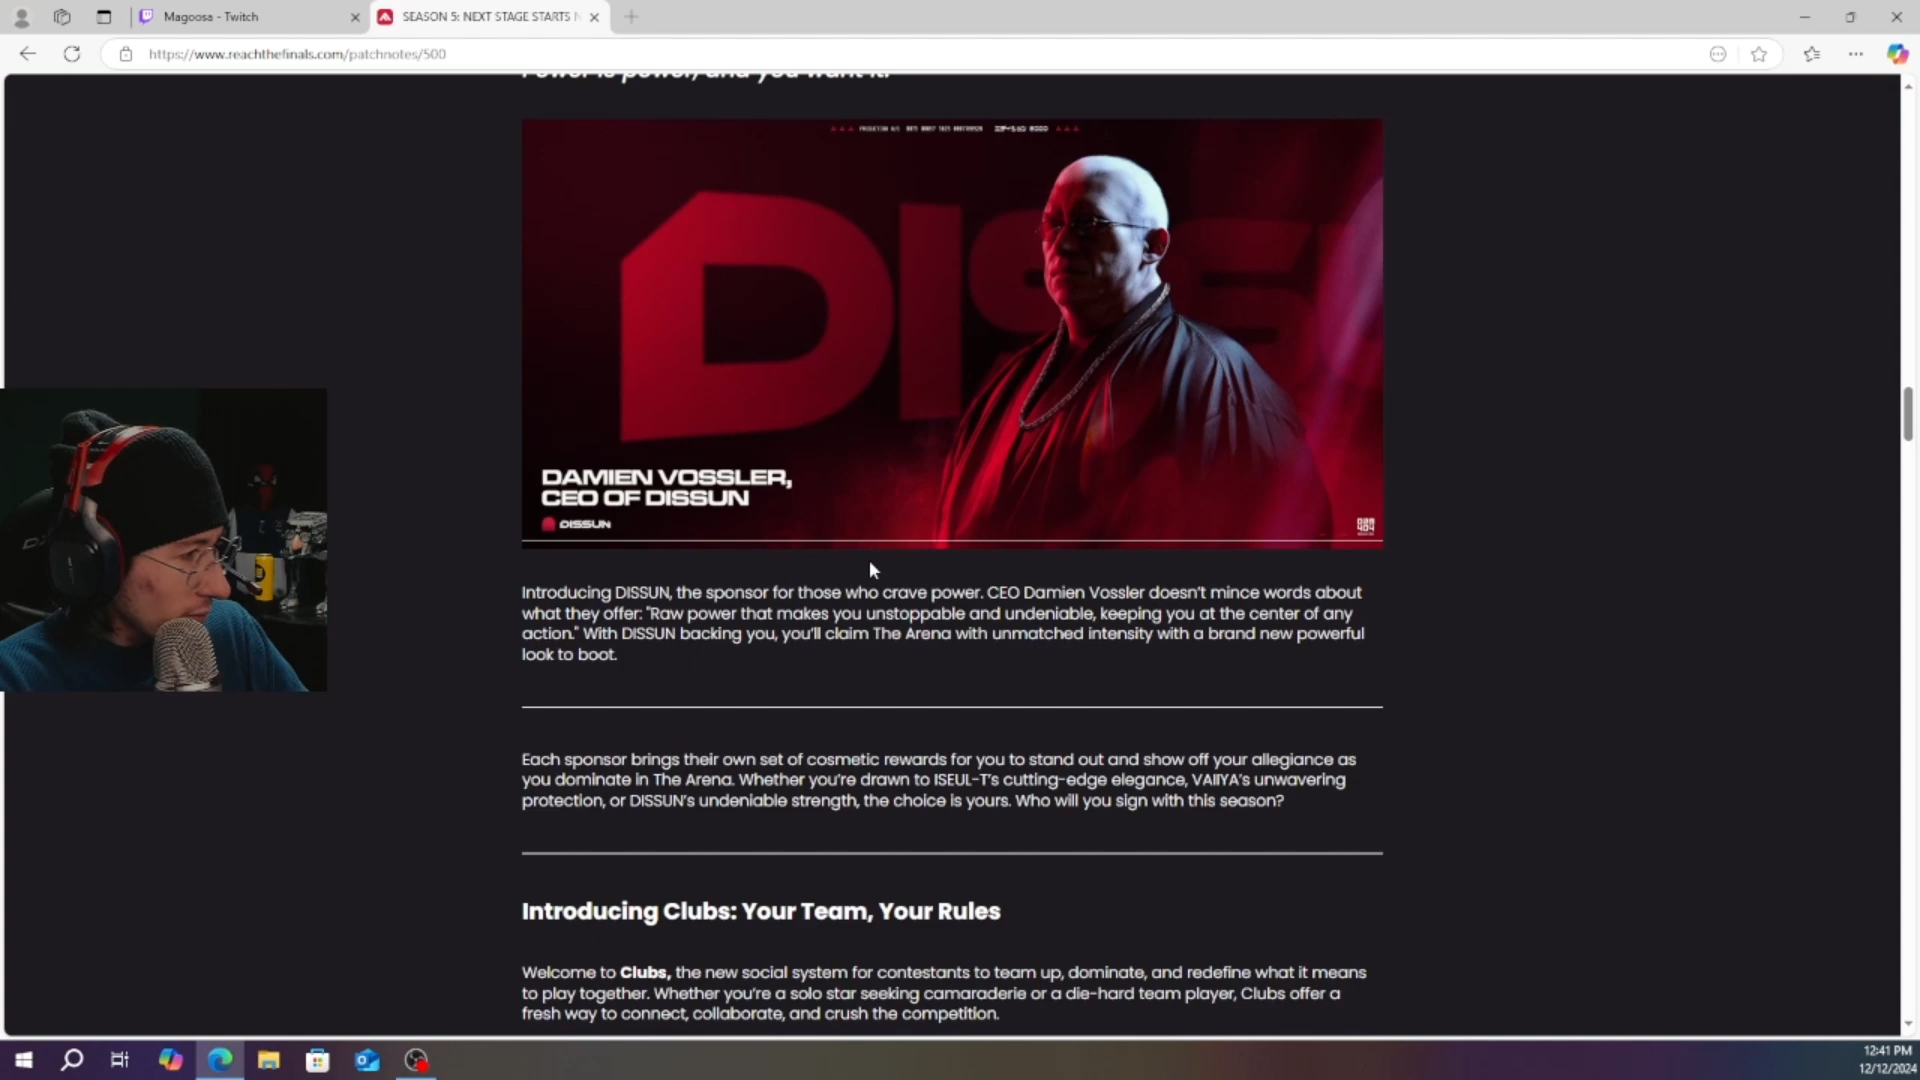 Magoosa - Twitch
SEASON 5: NEXT STAGE STARTS N
https://www.reachthefinals.com/patchnotes/500
Power is power, and you want it.
DISS
DAMIEN VOSSLER,
CEO OF DISSUN
DISSUN
Introducing DISSUN, the sponsor for those who crave power. CEO Damien Vossler doesn't mince words about
what they offer: "Raw power that makes you unstoppable and undeniable, keeping you at the center of any
action." With DISSUN backing you, you'll claim The Arena with unmatched intensity with a brand new powerful
look to boot.
Each sponsor brings their own set of cosmetic rewards for you to stand out and show off your allegiance as
you dominate in The Arena. Whether you're drawn to ISEUL-T's cutting-edge elegance, VAIIYA's unwavering
protection, or DISSUN's undeniable strength, the choice is yours. Who will you sign with this season?
Introducing Clubs: Your Team, Your Rules
Welcome to Clubs, the new social system for contestants to team up, dominate, and redefine what it means
to play together. Whether you're a solo star seeking camaraderie or a die-hard team player, Clubs offer a
fresh way to connect, collaborate, and crush the competition.
12:41 PM
12/12/2024